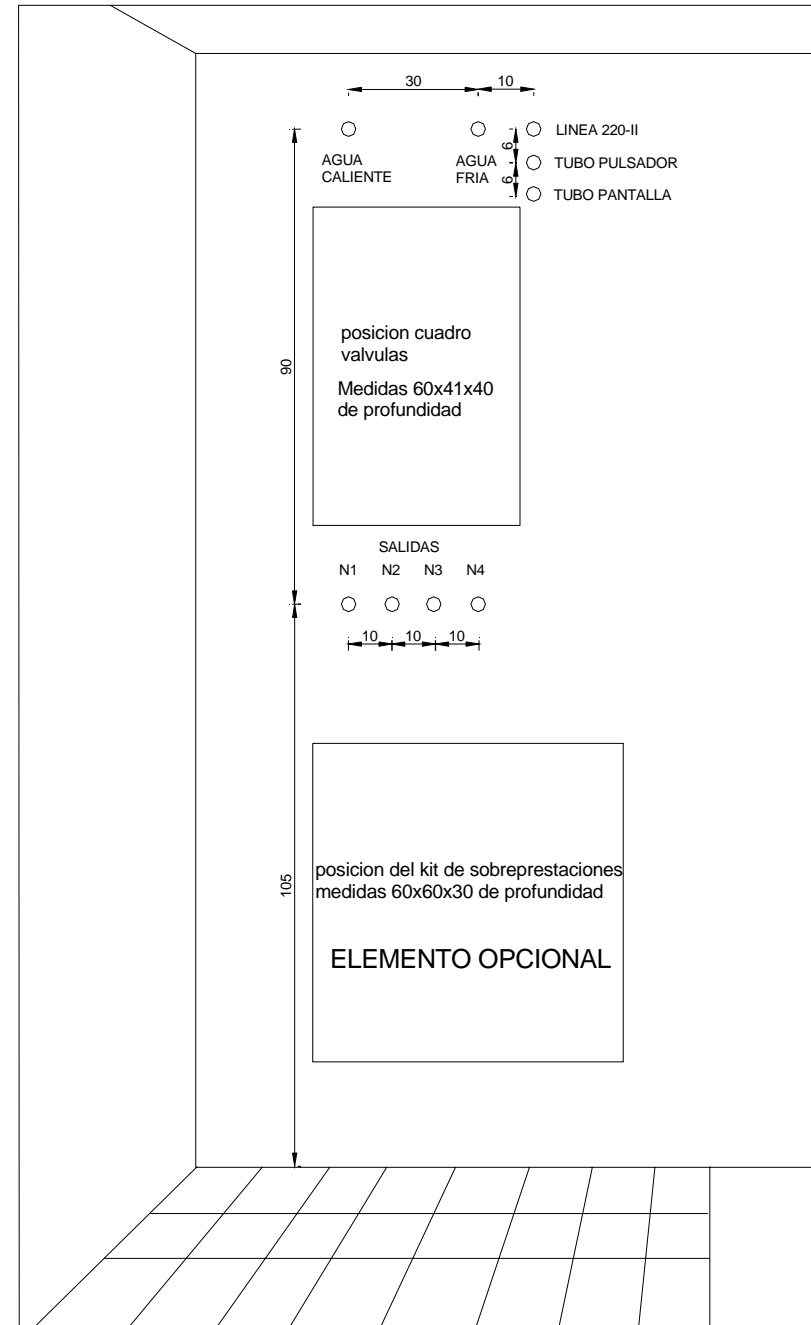 30
10
LINEA 220-II
AGUA
CALIENTE
AGUA
FRIA
6
TUBO PULSADOR
6
TUBO PANTALLA
posicion cuadro
valvulas
Medidas 60x41x40
de profundidad
90
SALIDAS
N1 N2 N3 N4
10 10 10
105
posicion del kit de sobreprestaciones
medidas 60x60x30 de profundidad
ELEMENTO OPCIONAL